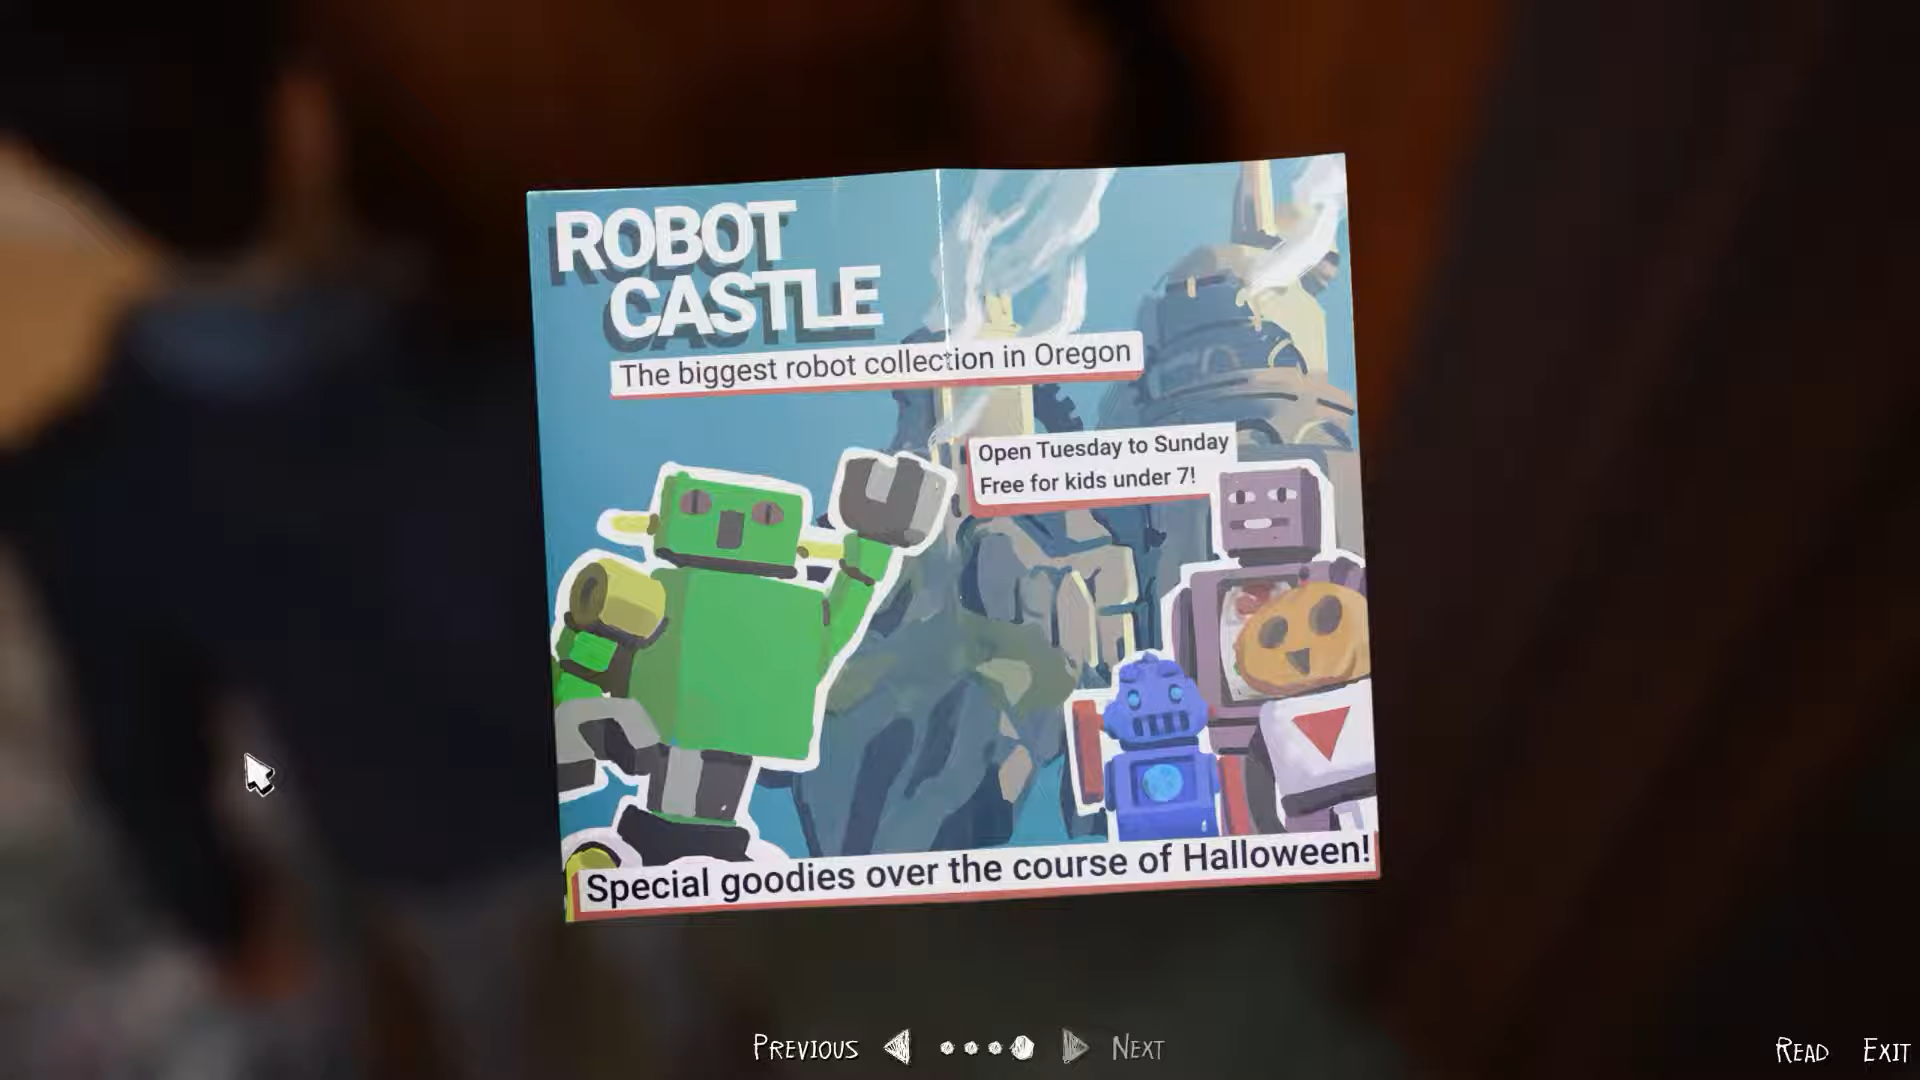 ROBOT
CASTLE
The biggest robot collection in Oregon
Open Tuesday to Sunday
Free for kids under 7!
Special goodies over the course of Halloween!
PREVIOUS NEXT
READ EXIT